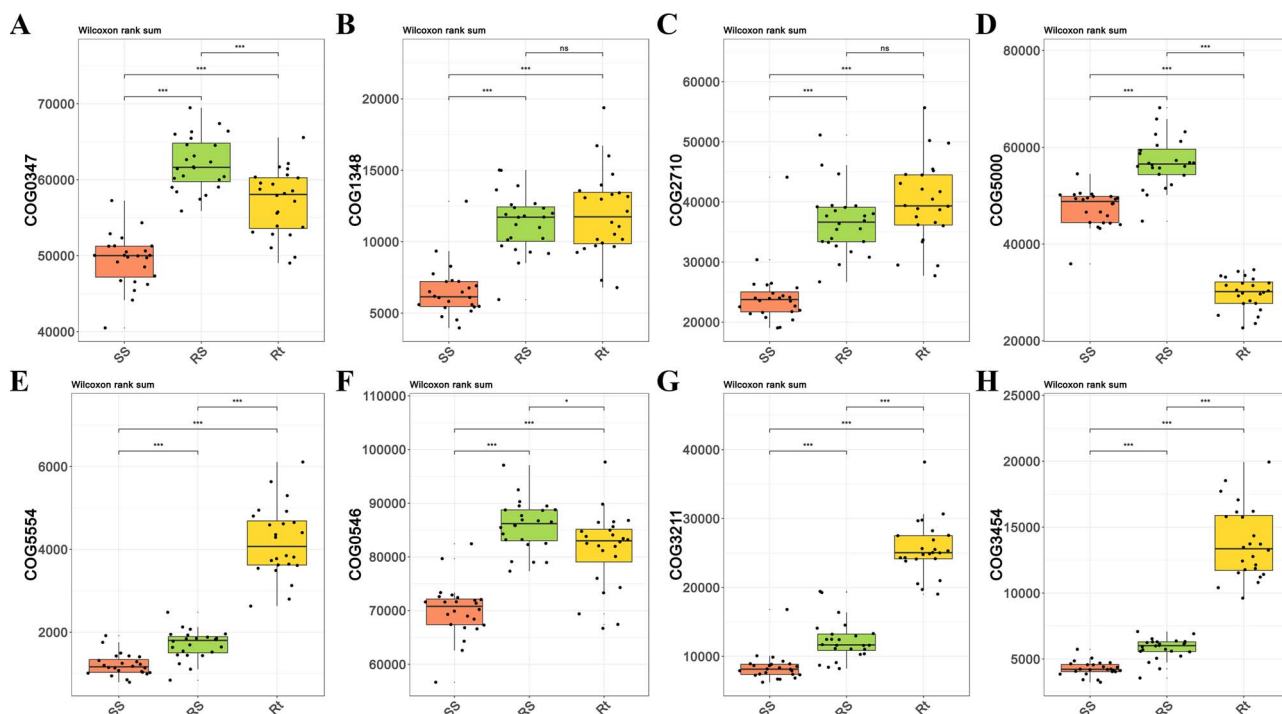 A
Wilcoxon rank sum
***
***
***
COG0347
70000
60000
50000
40000
SS
RS
Rt
B
Wilcoxon rank sum
ns
***
***
COG1348
20000
15000
10000
5000
SS
RS
Rt
C
Wilcoxon rank sum
ns
***
***
COG2710
60000
50000
40000
30000
20000
SS
RS
Rt
D
Wilcoxon rank sum
***
***
***
COG5000
80000
60000
40000
20000
SS
RS
Rt
E
Wilcoxon rank sum
***
***
***
COG5554
6000
4000
2000
SS
RS
Rt
F
Wilcoxon rank sum
*
***
***
COG0546
110000
100000
90000
80000
70000
60000
SS
RS
Rt
G
Wilcoxon rank sum
***
***
***
COG3211
40000
30000
20000
10000
SS
RS
Rt
H
Wilcoxon rank sum
***
***
***
COG3454
25000
20000
15000
10000
5000
SS
RS
Rt